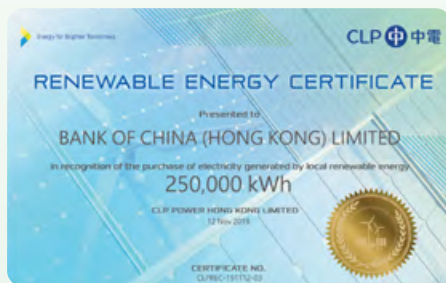 Energy for Brighter Tomorrows
CLP 中電
RENEWABLE ENERGY CERTIFICATE
Presented to
BANK OF CHINA (HONG KONG) LIMITED
in recognition of the purchase of electricity generated by local renewable energy
250,000 kWh
CLP POWER HONG KONG LIMITED
12 Nov 2019
CERTIFICATE NO.